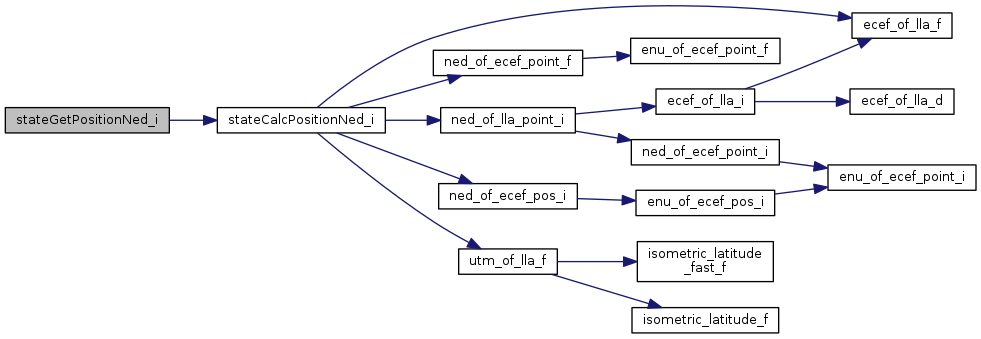 stateGetPositionNed_i
stateCalcPositionNed_i
ecef_of_lla_f
ned_of_ecef_point_f
enu_of_ecef_point_f
ned_of_lla_point_i
ecef_of_lla_i
ecef_of_lla_d
ned_of_ecef_point_i
enu_of_ecef_point_i
ned_of_ecef_pos_i
enu_of_ecef_pos_i
utm_of_lla_f
isometric_latitude
_fast_f
isometric_latitude_f